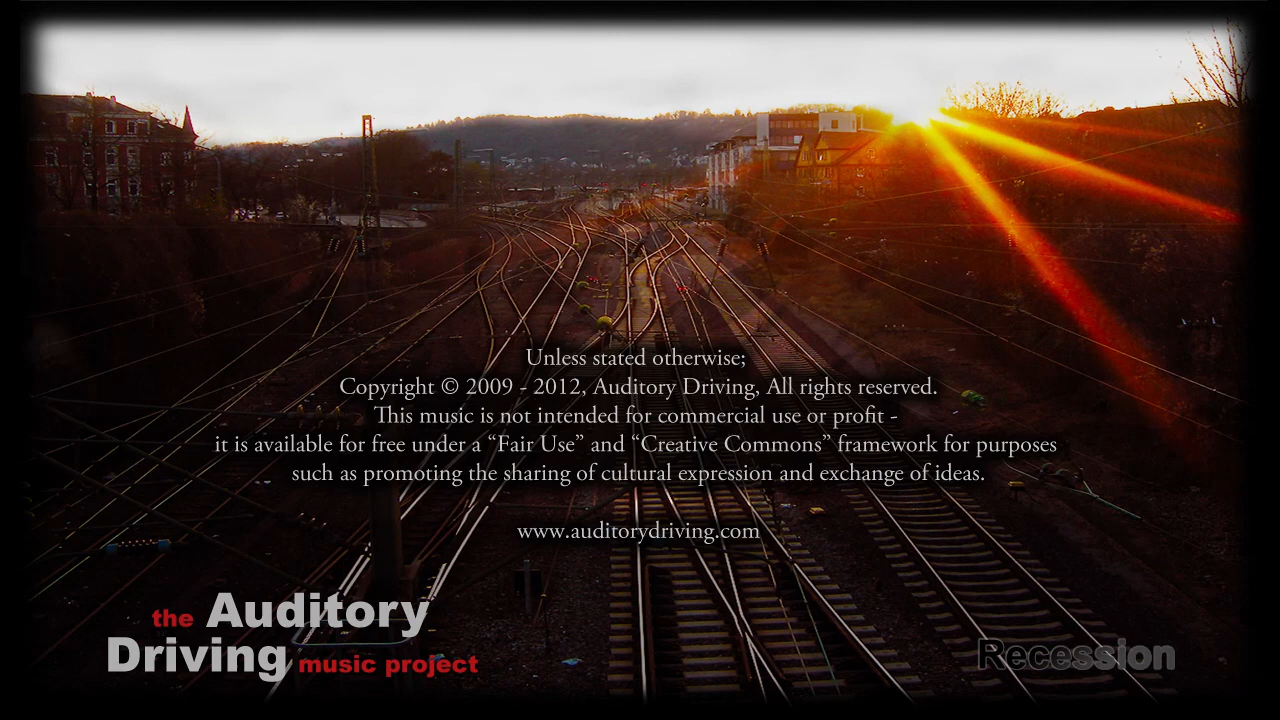 Unless stated otherwise;
Copyright © 2009 - 2012, Auditory Driving, All rights reserved.
This music is not intended for commercial use or profit -
it is available for free under a “Fair Use” and “Creative Commons” framework for purposes
such as promoting the sharing of cultural expression and exchange of ideas.
www.auditorydriving.com
the Auditory
Driving music project
Recession